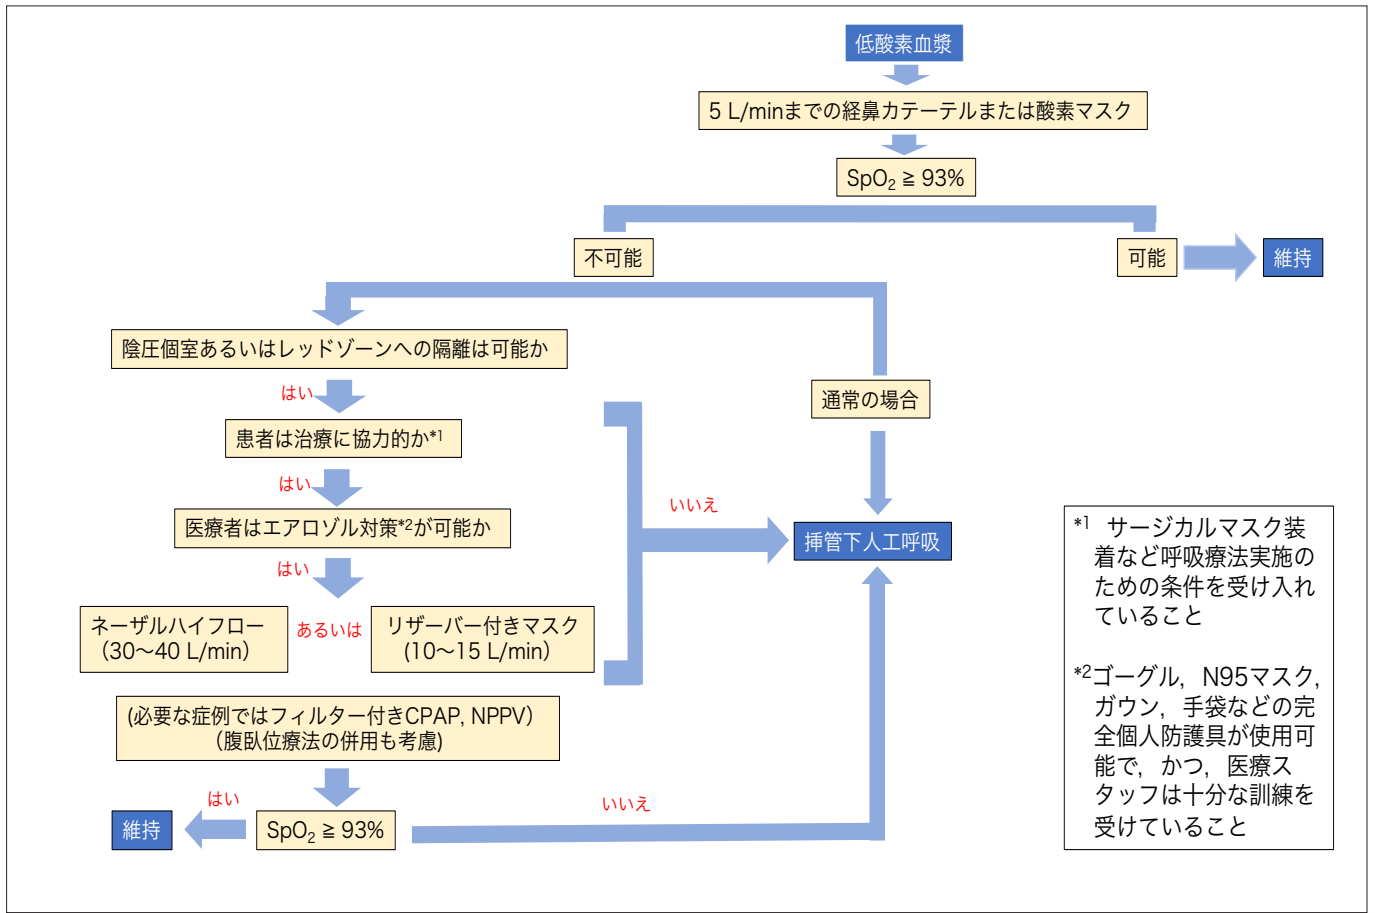 低酸素血漿
5 L/minまでの経鼻カテーテルまたは酸素マスク
SpO₂ ≧ 93%
不可能
可能
維持
陰圧個室あるいはレッドゾーンへの隔離は可能か
はい
通常の場合
患者は治療に協力的か*¹
はい
いいえ
医療者はエアロゾル対策*²が可能か
挿管下人工呼吸
はい
ネーザルハイフロー
（30〜40 L/min）
あるいは
リザーバー付きマスク
(10〜15 L/min）
(必要な症例ではフィルター付きCPAP, NPPV）
（腹臥位療法の併用も考慮)
はい
いいえ
維持
SpO₂ ≧ 93%
*¹ サージカルマスク装
着など呼吸療法実施の
ための条件を受け入れ
ていること
*²ゴーグル，N95マスク，
ガウン，手袋などの完
全個人防護具が使用可
能で，かつ，医療ス
タッフは十分な訓練を
受けていること